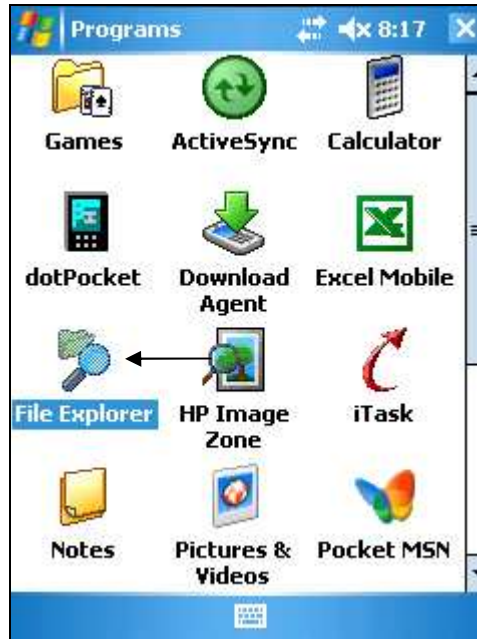 Programs 8:17
Games ActiveSync Calculator
dotPocket Download Excel Mobile
Agent
File Explorer HP Image iTask
Zone
Notes Pictures & Pocket MSN
Videos